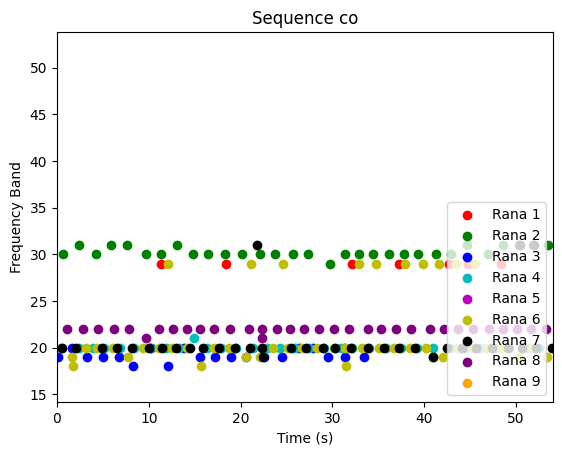 Sequence co
Frequency Band
50
45
40
35
30
25
20
15
0
10
20
30
40
50
Time (s)
Rana 1
Rana 2
Rana 3
Rana 4
Rana 5
Rana 6
Rana 7
Rana 8
Rana 9